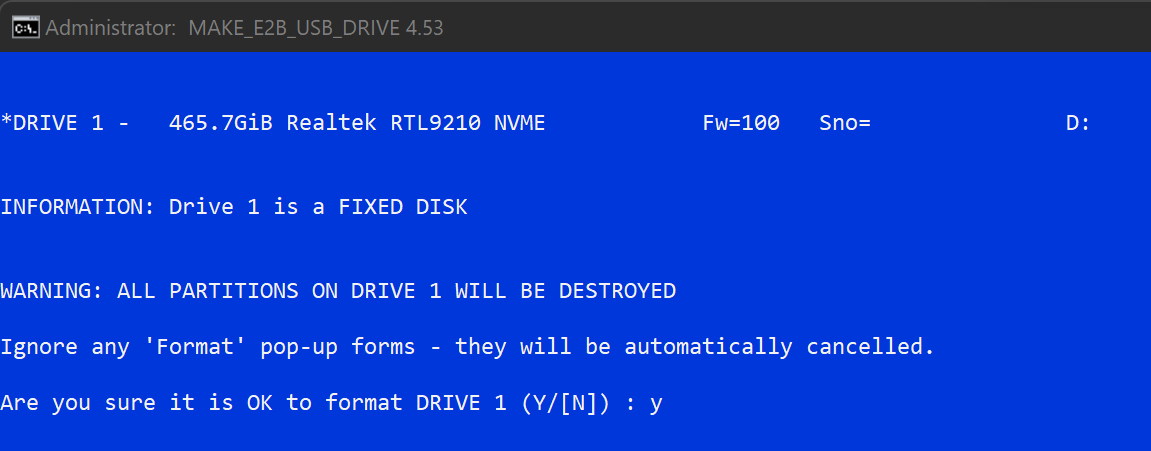 Administrator:  MAKE_E2B_USB_DRIVE 4.53
*DRIVE 1 -   465.7GiB Realtek RTL9210 NVME            Fw=100   Sno=               D:
INFORMATION: Drive 1 is a FIXED DISK
WARNING: ALL PARTITIONS ON DRIVE 1 WILL BE DESTROYED
Ignore any 'Format' pop-up forms - they will be automatically cancelled.
Are you sure it is OK to format DRIVE 1 (Y/[N]) : y